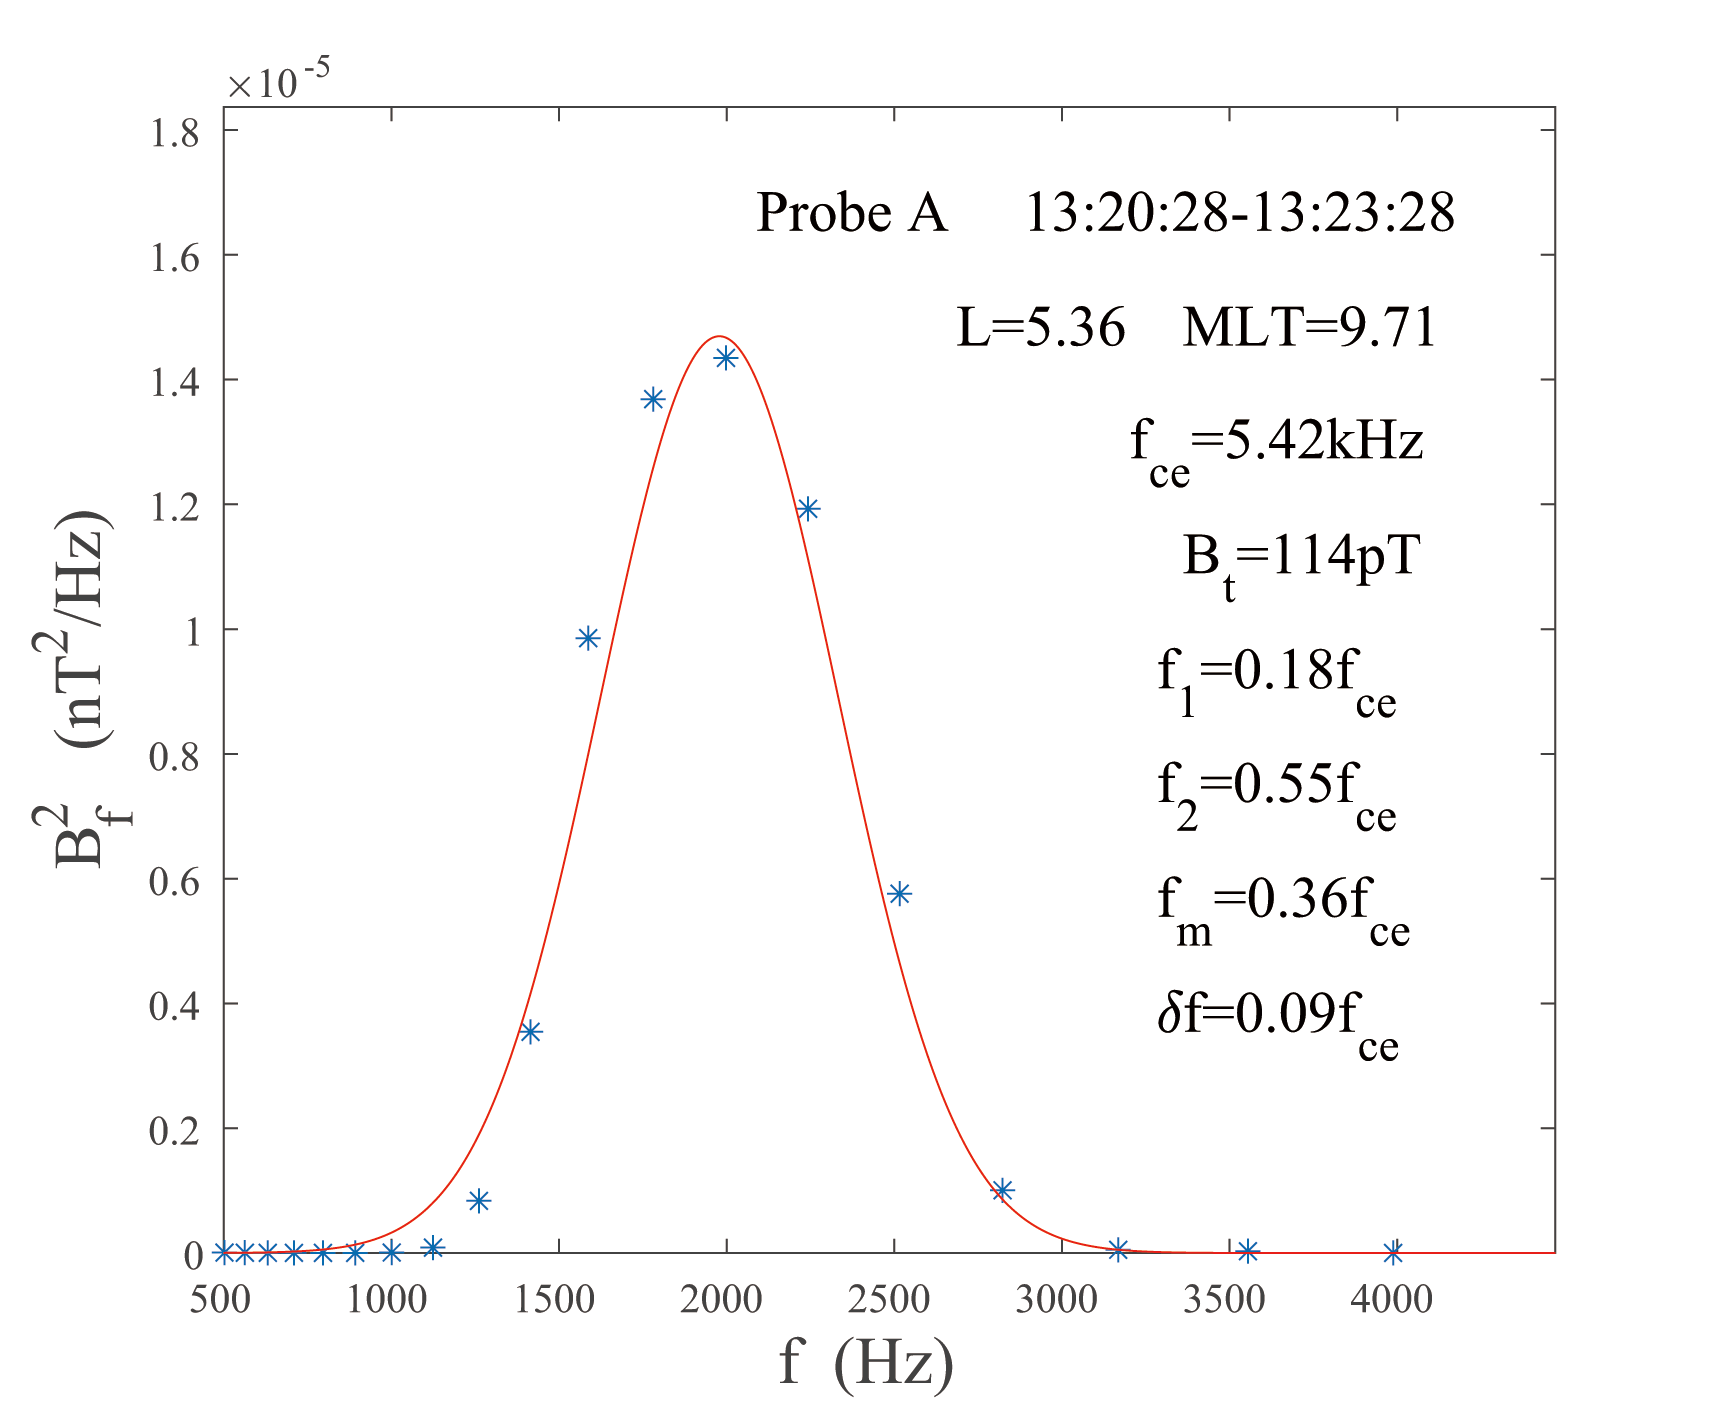 ×10^-5
1.8
1.6
1.4
1.2
1
0.8
0.6
0.4
0.2
0
B_f^2 (nT^2/Hz)
Probe A 13:20:28-13:23:28
L=5.36 MLT=9.71
f_ce=5.42kHz
B_t=114pT
f_1=0.18f_ce
f_2=0.55f_ce
f_m=0.36f_ce
δf=0.09f_ce
500 1000 1500 2000 2500 3000 3500 4000
f (Hz)